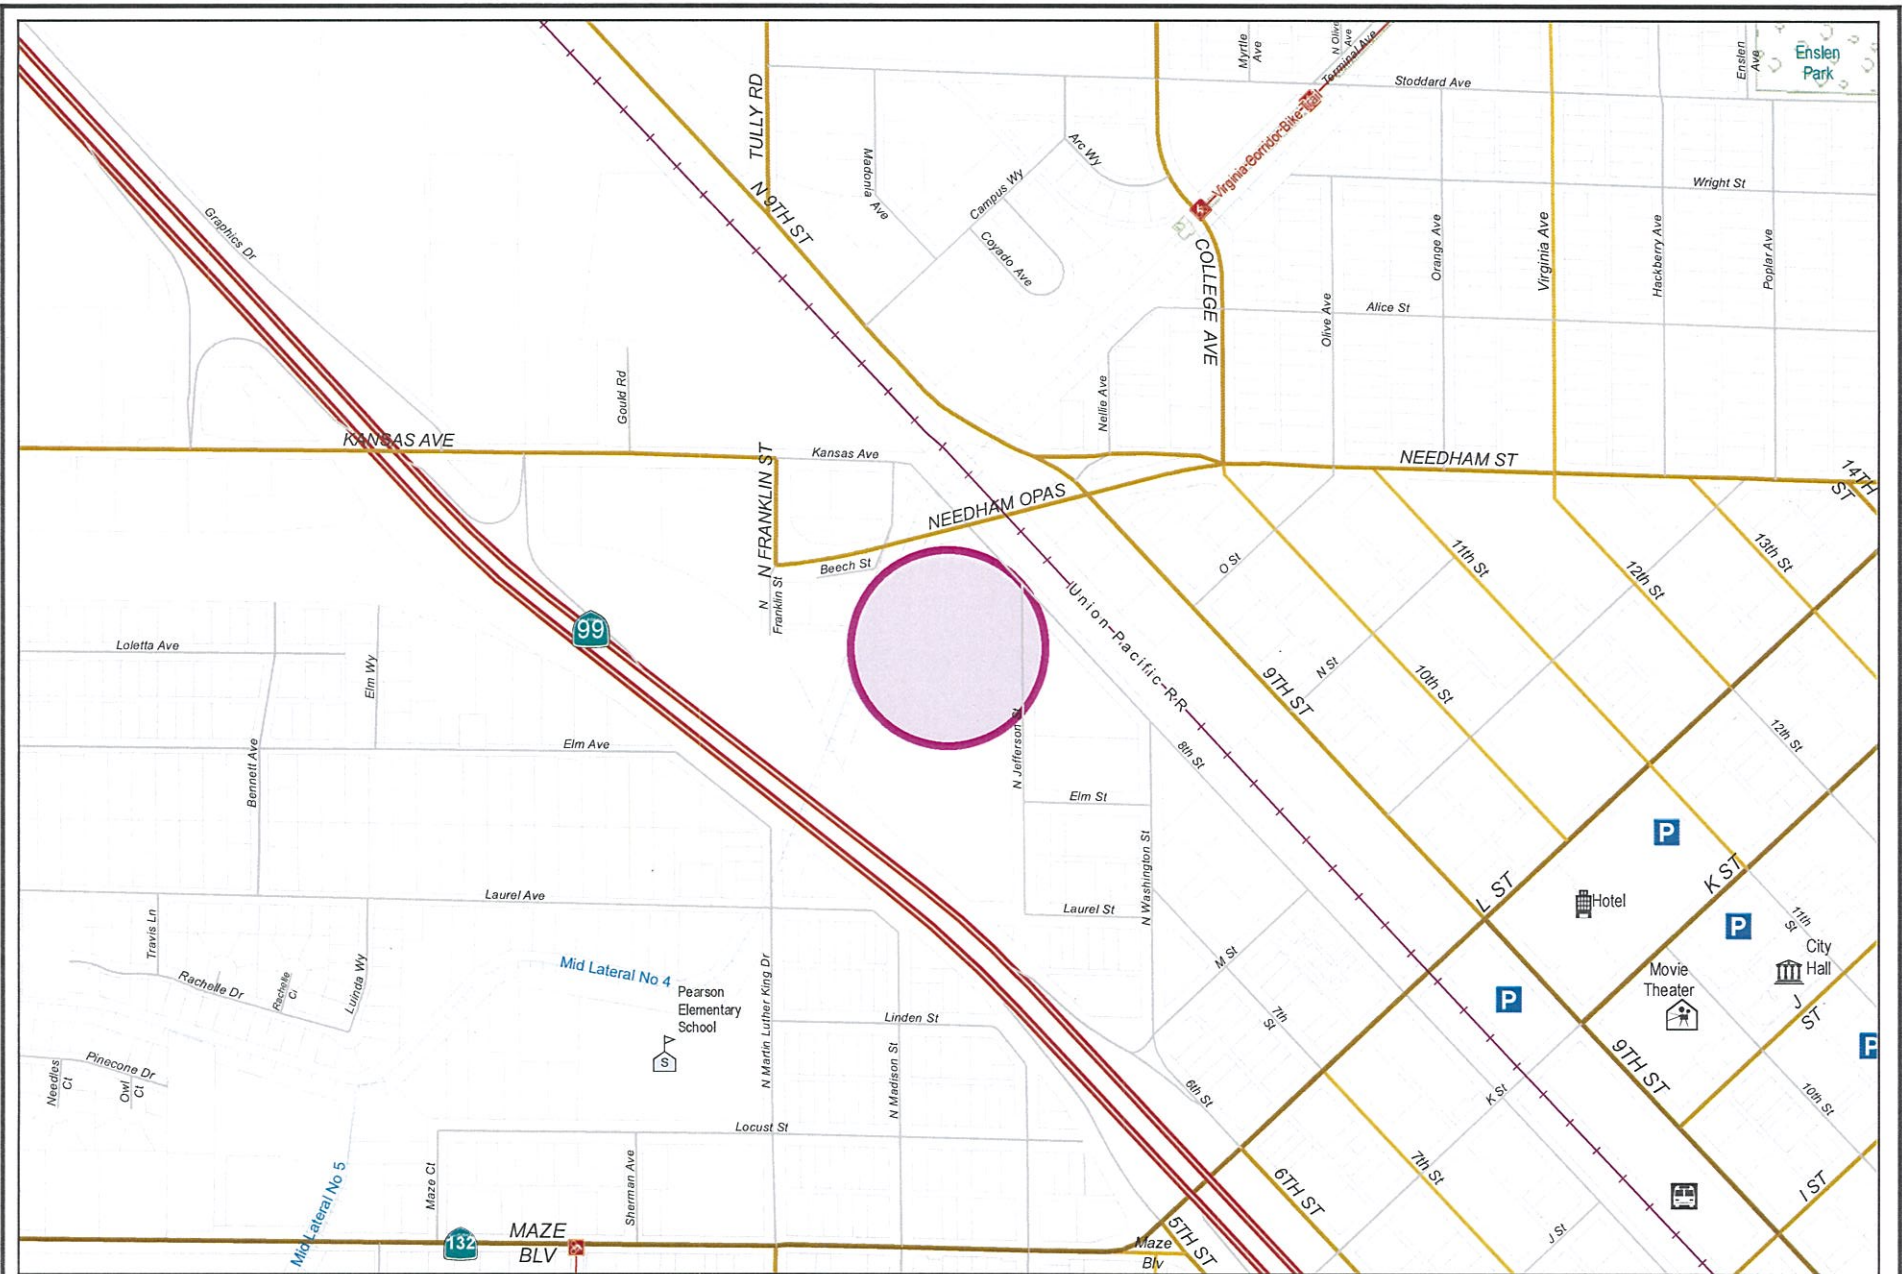 Enslen
Park
Enslen
Ave
Myrtle
Ave
N Olive
Ave
Terminal Ave
Stoddard Ave
TULLY RD
Virginia Corridor Bike Trail
Arc Wy
Madonia Ave
Campus Wy
Wright St
N 9TH ST
Graphics Dr
Coyado Ave
COLLEGE AVE
Orange Ave
Virginia Ave
Hackberry Ave
Poplar Ave
Olive Ave
Alice St
Gould Rd
Nellie Ave
KANSAS AVE
Kansas Ave
NEEDHAM ST
14TH
ST
N FRANKLIN ST
NEEDHAM OPAS
Beech St
O St
11th St
12th St
13th St
N
Franklin St
Union Pacific RR
99
Loletta Ave
Elm Wy
N St
10th St
9TH ST
Elm Ave
Bennett Ave
N Jefferson St
8th St
12th St
Elm St
P
N Washington St
L ST
K ST
Laurel Ave
Laurel St
Hotel
P
11th
St
City
Hall
Travis Ln
Rachelle Dr
Rachelle
Ct
Luinda Wy
Mid Lateral No 4
Pearson
Elementary
School
S
N Martin Luther King Dr
M St
Movie
Theater
P
J
ST
Linden St
7th
St
Needles
Ct
Pinecone Dr
Owl
Ct
N Madison St
9TH ST
P
6th St
K St
10th St
Locust St
Mid Lateral No 5
Maze Ct
Sherman Ave
7th St
6TH ST
I ST
132
MAZE
BLV
Maze
Blv
5TH ST
J St